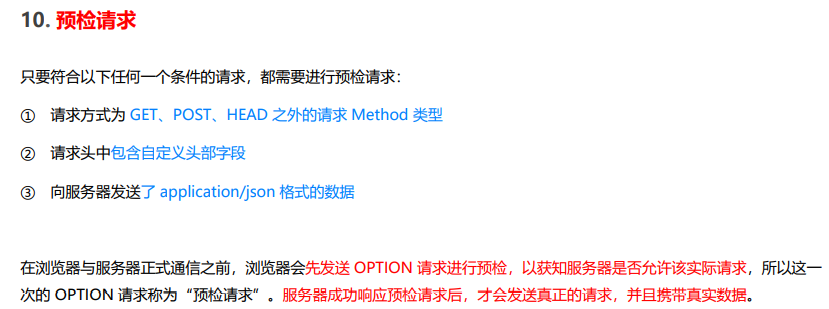 10. 预检请求
只要符合以下任何一个条件的请求，都需要进行预检请求：
① 请求方式为 GET、POST、HEAD 之外的请求 Method 类型
② 请求头中包含自定义头部字段
③ 向服务器发送了 application/json 格式的数据
在浏览器与服务器正式通信之前，浏览器会先发送 OPTION 请求进行预检，以获知服务器是否允许该实际请求，所以这一
次的 OPTION 请求称为“预检请求”。服务器成功响应预检请求后，才会发送真正的请求，并且携带真实数据。